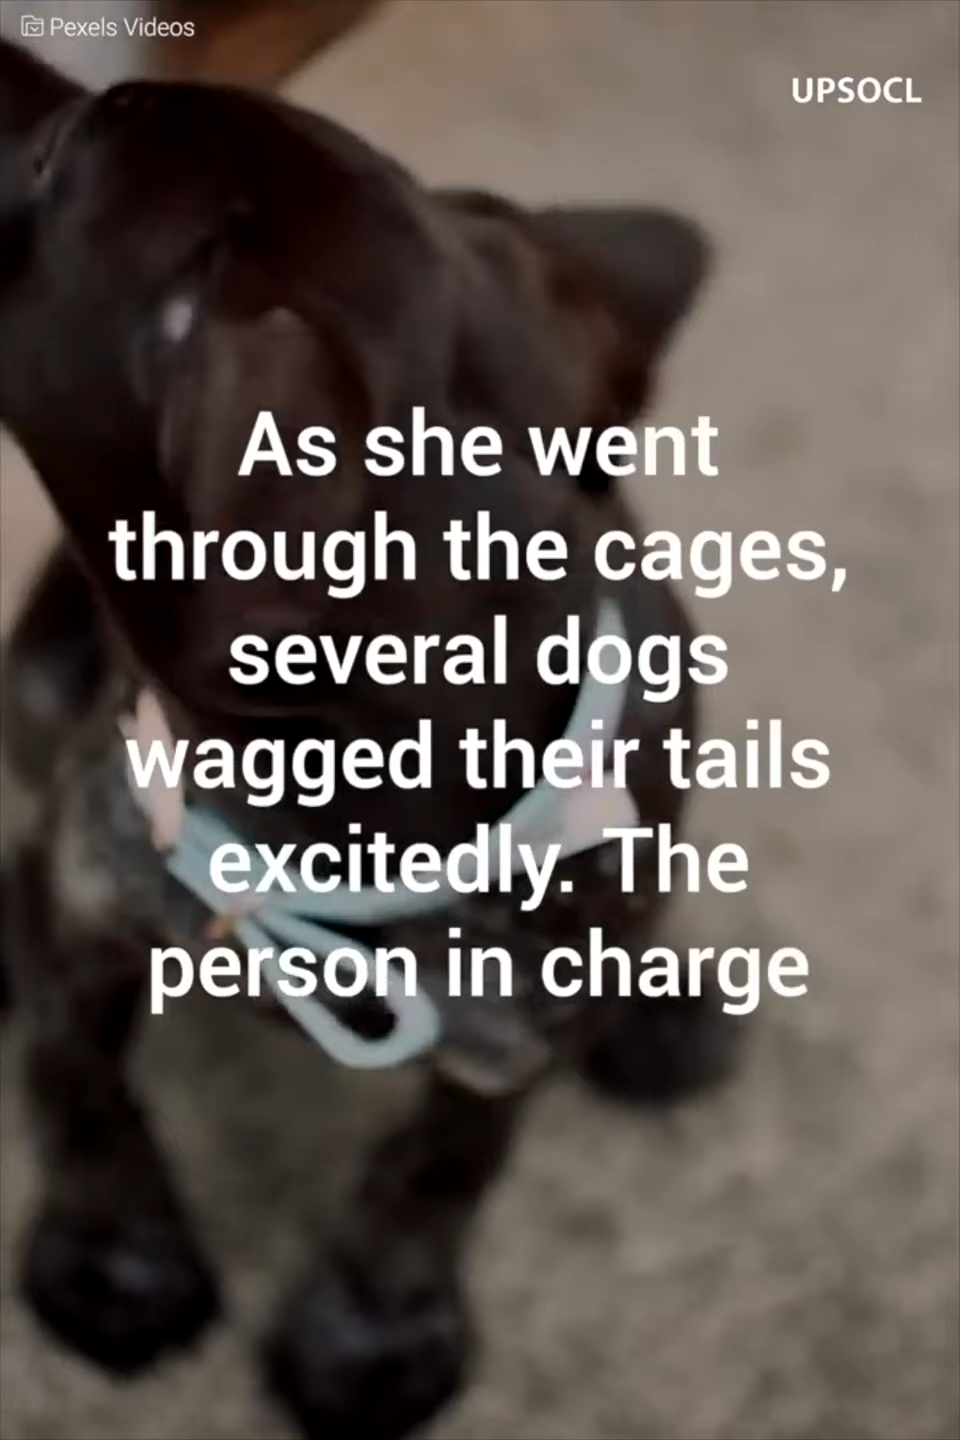 Pexels Videos
UPSOCL
As she went
through the cages,
several dogs
wagged their tails
excitedly. The
person in charge